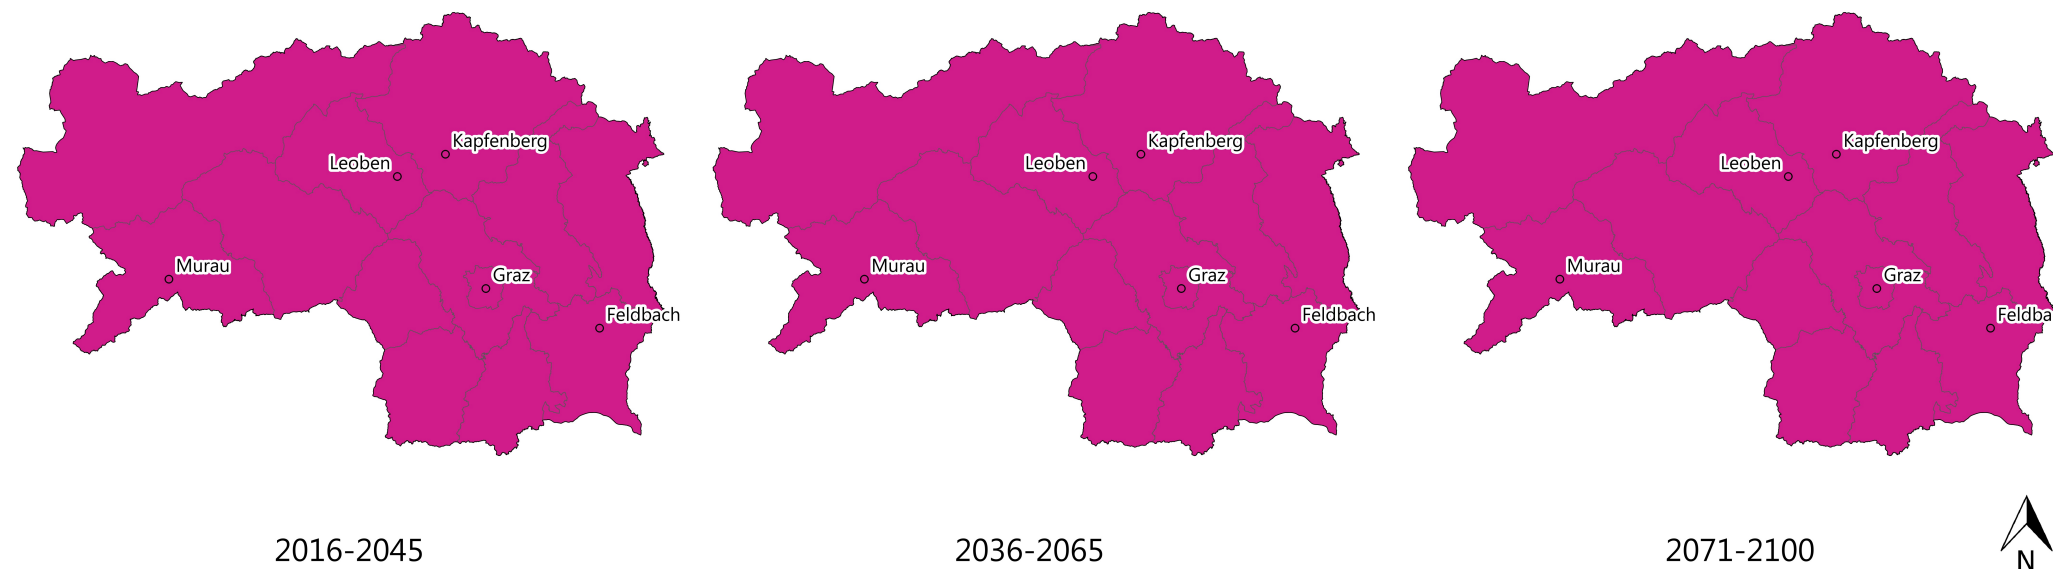 Kapfenberg
Leoben
Murau
Graz
Feldbach
Kapfenberg
Leoben
Murau
Graz
Feldbach
Kapfenberg
Leoben
Murau
Graz
Feldba
2016-2045
2036-2065
2071-2100
N